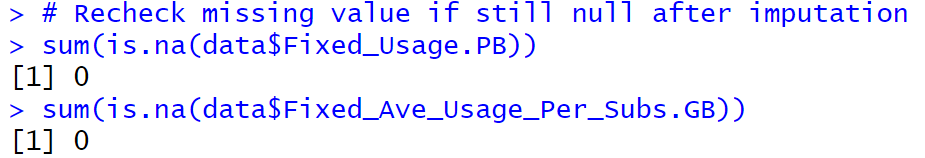 > # Recheck missing value if still null after imputation
> sum(is.na(data$Fixed_Usage.PB))
[1] 0
> sum(is.na(data$Fixed_Ave_Usage_Per_Subs.GB))
[1] 0